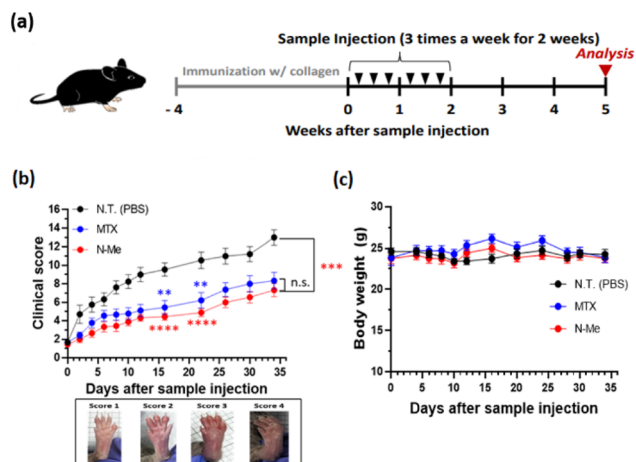 (a)
Sample Injection (3 times a week for 2 weeks)
Analysis
Immunization w/ collagen
- 4 0 1 2 3 4 5
Weeks after sample injection
(b)
16
14
12
10
8
6
4
2
0
Clinical score
N.T. (PBS)
MTX
N-Me
**
**
****
****
***
n.s.
0 5 10 15 20 25 30 35
Days after sample injection
Score 1 Score 2 Score 3 Score 4
(c)
30
25
20
15
10
Body weight (g)
N.T. (PBS)
MTX
N-Me
0 5 10 15 20 25 30 35
Days after sample injection